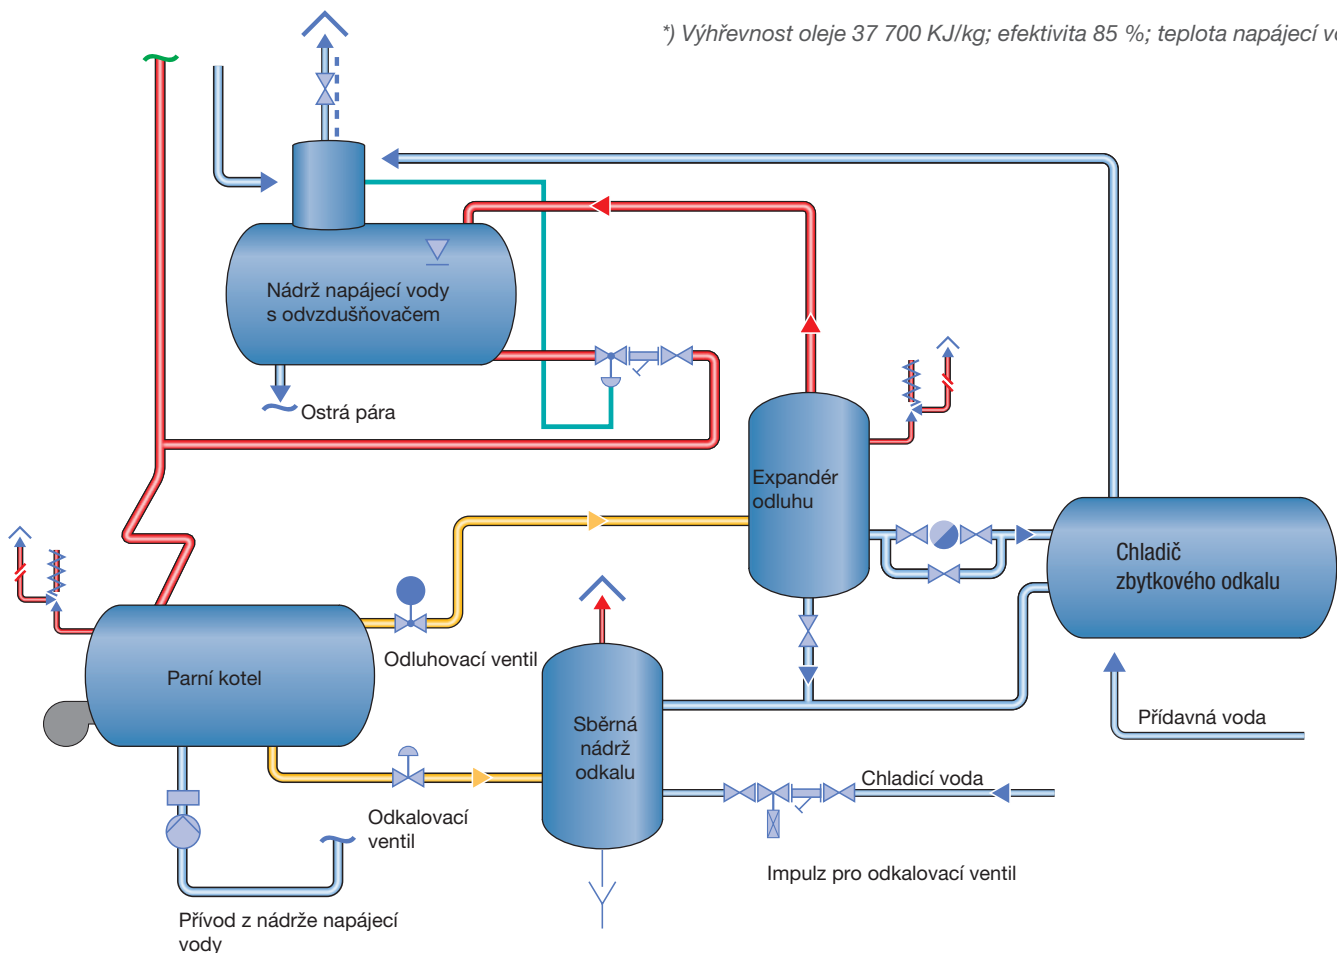 *) Výhřevnost oleje 37 700 KJ/kg; efektivita 85 %; teplota napájecí
Nádrž napájecí vody
s odvzdušňovačem
Ostrá pára
Expandér
odluhu
Chladič
zbytkového odkalu
Odluhovací ventil
Parní kotel
Přídavná voda
Sběrná
nádrž
odkalu
Chladicí voda
Odkalovací
ventil
Impulz pro odkalovací ventil
Přívod z nádrže napájecí
vody